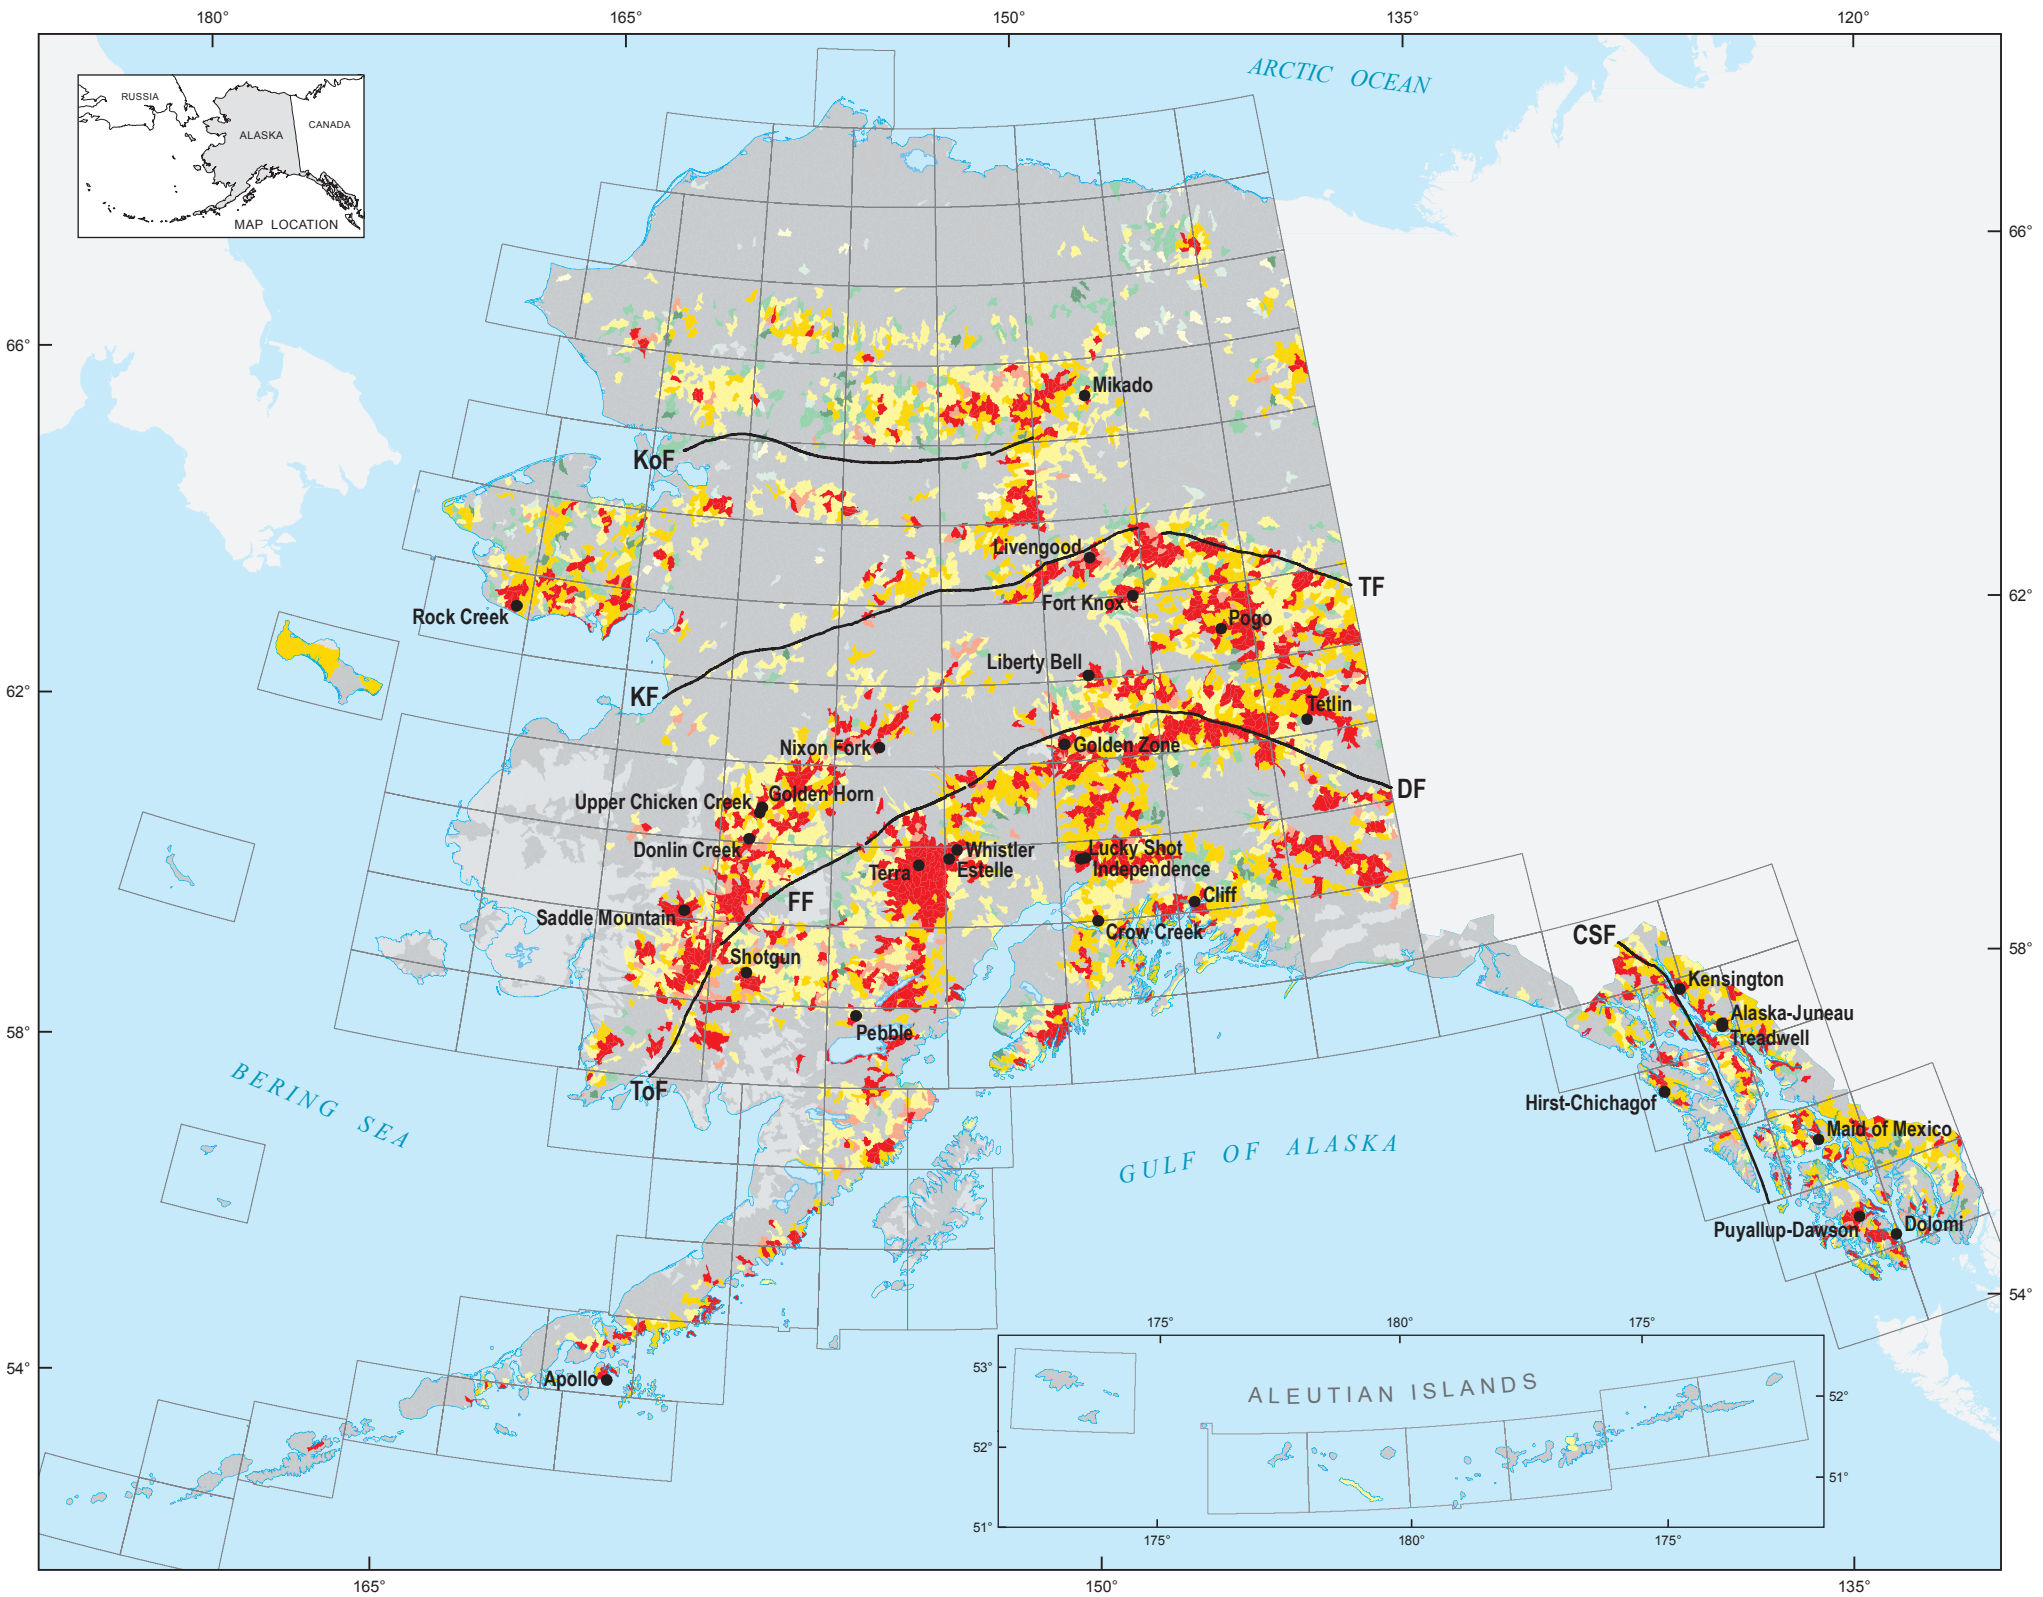 180°
165°
150°
135°
120°
ARCTIC OCEAN
RUSSIA
ALASKA
CANADA
MAP LOCATION
66°
66°
Mikado
KoF
Livengood
TF
Rock Creek
Fort Knox
62°
Pogo
Liberty Bell
62°
KF
Tetlin
Nixon Fork
Golden Zone
DF
Upper Chicken Creek
Golden Horn
Donlin Creek
Whistler
Lucky Shot
Terra
Estelle
Independence
FF
Cliff
Saddle Mountain
Crow Creek
CSF
58°
Shotgun
Kensington
Pebble
Alaska-Juneau
58°
Treadwell
BERING SEA
ToF
Hirst-Chichagof
Maid of Mexico
GULF OF ALASKA
Puyallup-Dawson
Dolomi
54°
175°
180°
175°
53°
54°
Apollo
ALEUTIAN ISLANDS
52°
52°
51°
51°
175°
180°
175°
165°
150°
135°